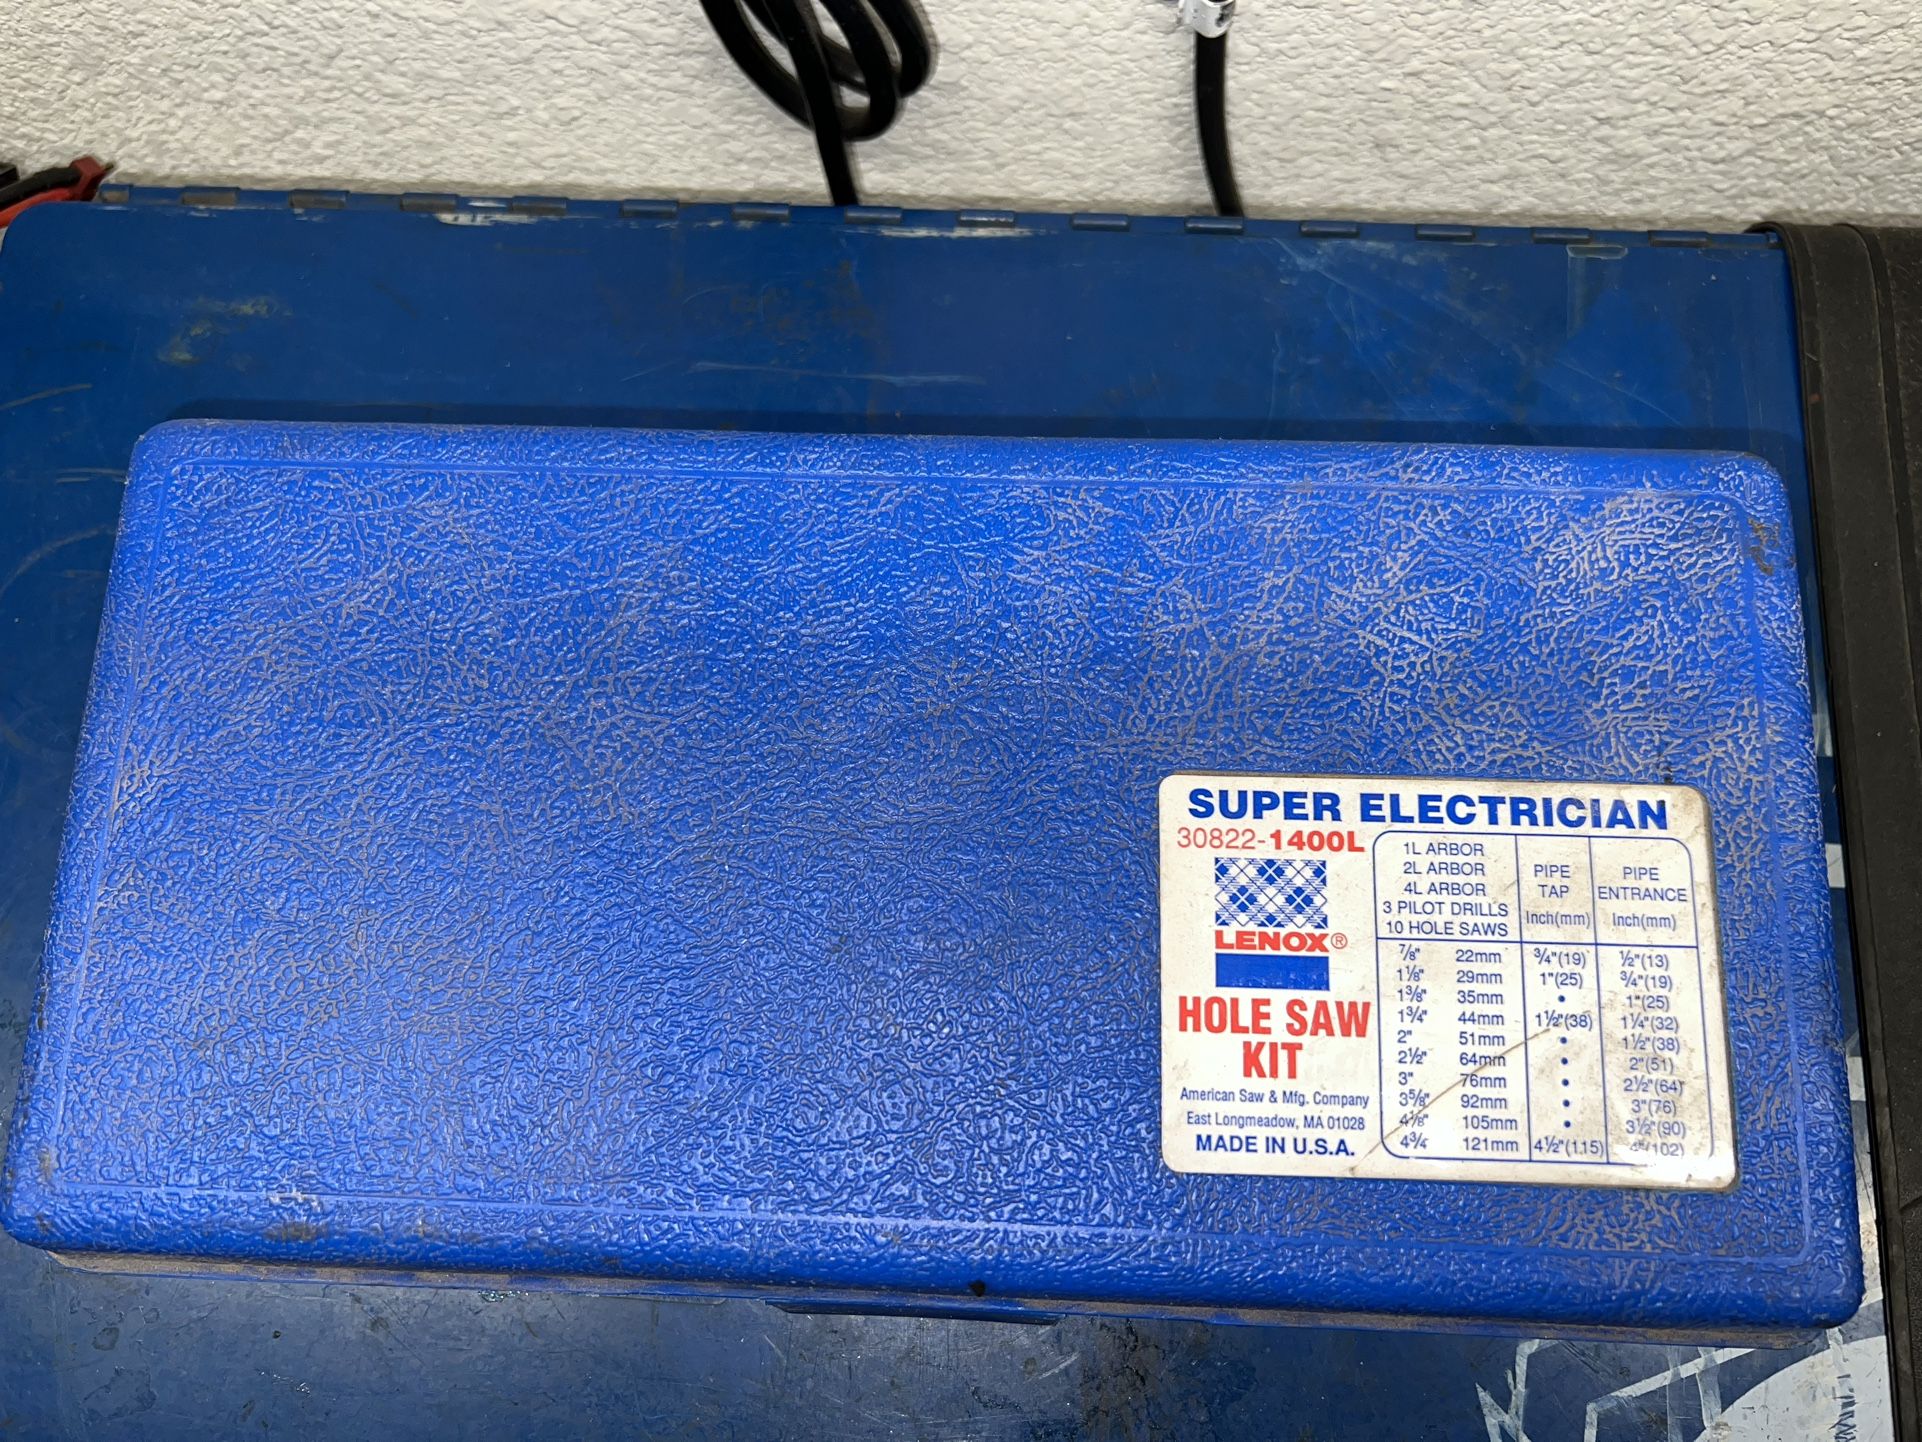 SUPER ELECTRICIAN
30822-1400L
LENOX®
HOLE SAW
KIT
American Saw & Mfg. Company
East Longmeadow, MA 01028
MADE IN U.S.A.
1L ARBOR
2L ARBOR
4L ARBOR
3 PILOT DRILLS
10 HOLE SAWS
PIPE
TAP
Inch(mm)
PIPE
ENTRANCE
Inch(mm)
⅞" 22mm ¾"(19) ½"(13)
1⅛" 29mm 1"(25) ¾"(19)
1⅜" 35mm • 1"(25)
1¾" 44mm 1½"(38) 1¼"(32)
2" 51mm • 1½"(38)
2½" 64mm • 2"(51)
3" 76mm • 2½"(64)
3⅝" 92mm • 3"(76)
4⅛" 105mm • 3½"(90)
4¾ 121mm 4½"(115) 4"(102)